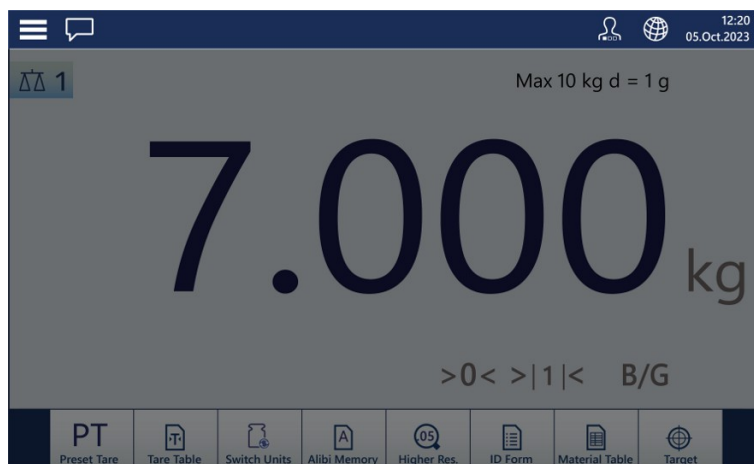 12:20
05.Oct.2023
1
Max 10 kg d = 1 g
7.000 kg
>0< >|1|< B/G
PT
Preset Tare
T
Tare Table
Switch Units
A
Alibi Memory
.05
Higher Res.
ID Form
Material Table
Target